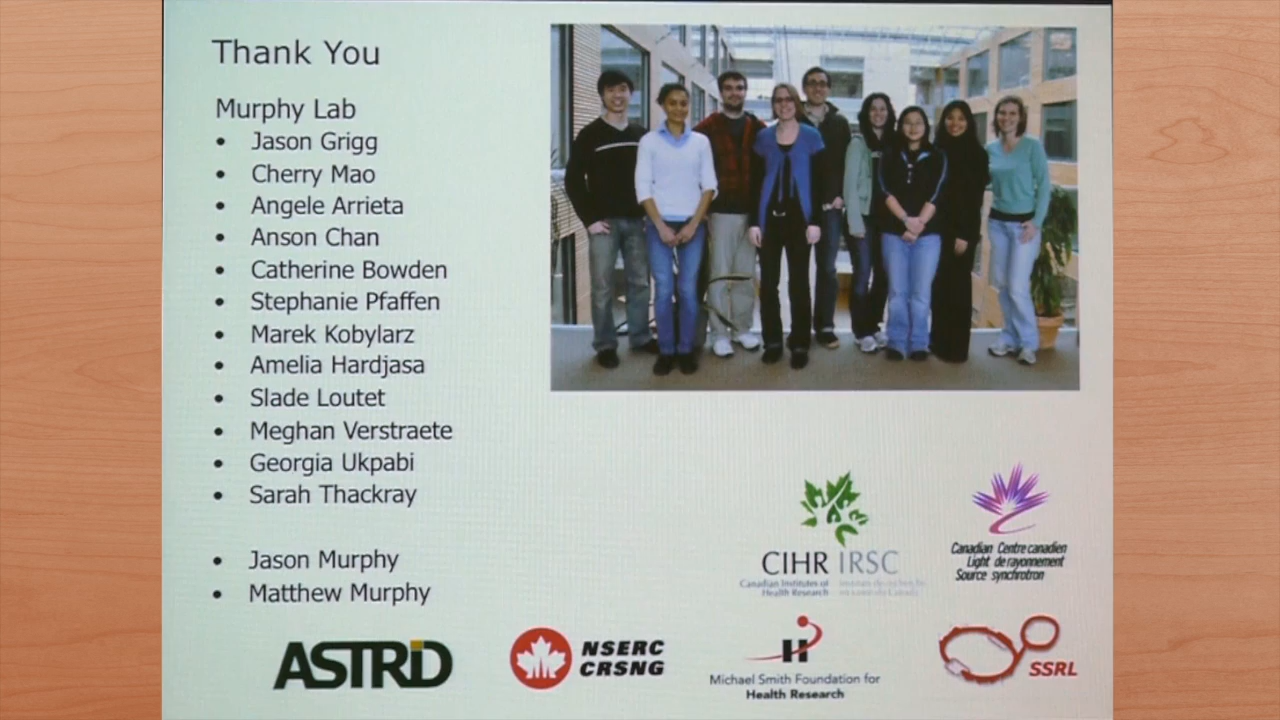 Thank You
Murphy Lab
• Jason Grigg
• Cherry Mao
• Angele Arrieta
• Anson Chan
• Catherine Bowden
• Stephanie Pfaffen
• Marek Kobylarz
• Amelia Hardjasa
• Slade Loutet
• Meghan Verstraete
• Georgia Ukpabi
• Sarah Thackray
• Jason Murphy
• Matthew Murphy
CIHR IRSC
Canadian Institutes of
Health Research
Canadian Centre canadien
Light de rayonnement
Source synchrotron
ASTRID
NSERC
CRSNG
Michael Smith Foundation for
Health Research
SSRL